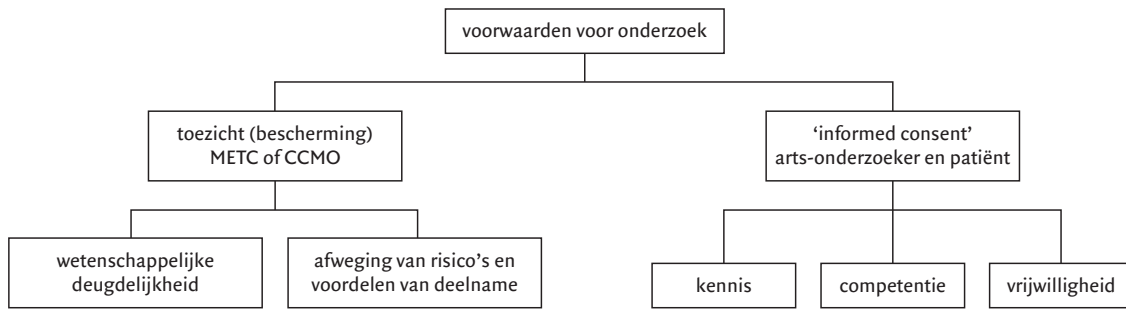 voorwaarden voor onderzoek
toezicht (bescherming)
METC of CCMO
‘informed consent’
arts-onderzoeker en patiënt
wetenschappelijke
deugdelijkheid
afweging van risico’s en
voordelen van deelname
kennis
competentie
vrijwilligheid